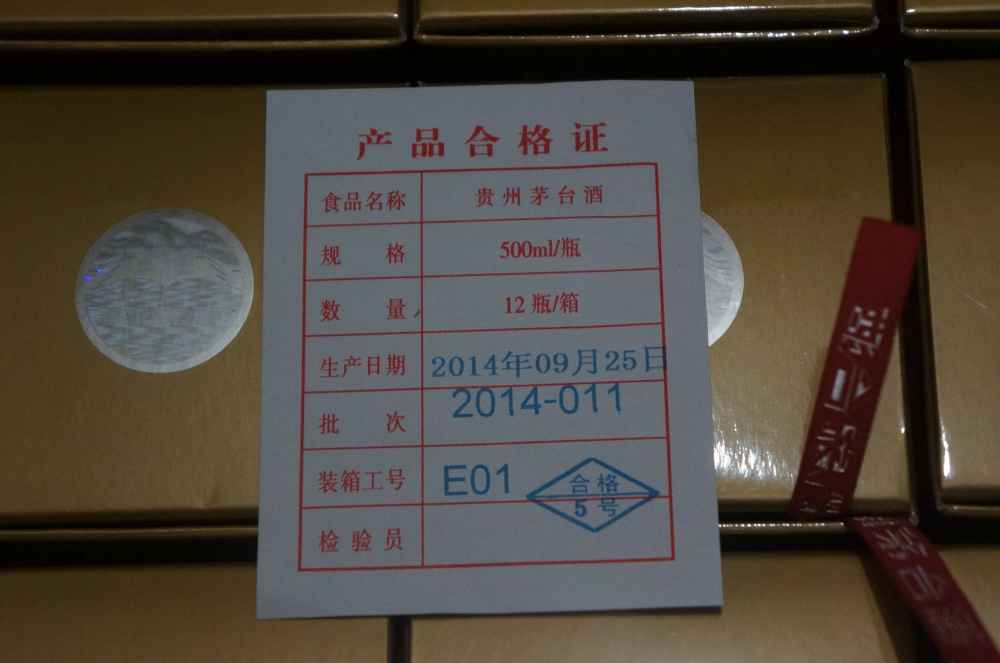 产品合格证
食品名称 贵州茅台酒
规 格 500ml/瓶
数 量 12瓶/箱
生产日期 2014年09月25日
批 次 2014-011
装箱工号 E01
合格
5号
检验员